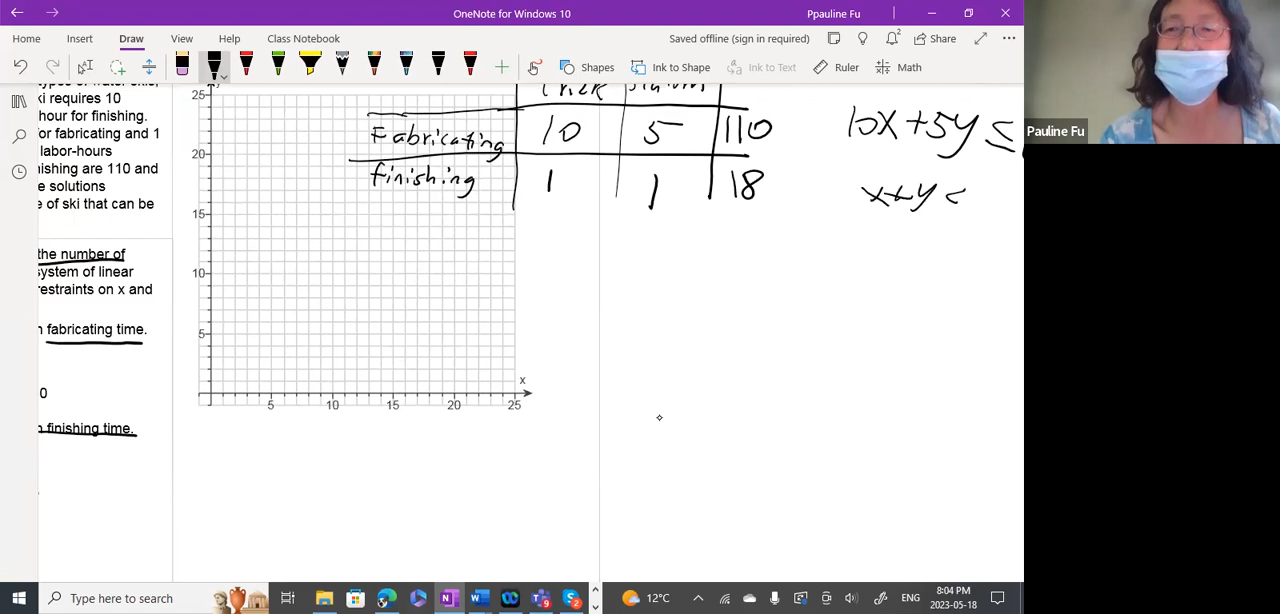 OneNote for Windows 10
Ppauline Fu
Home Insert Draw View Help Class Notebook
Saved offline (sign in required)
Share
Shapes
Ink to Shape
Ink to Text
Ruler
Math
ki requires 10
hour for finishing.
for fabricating and 1
labor-hours
nishing are 110 and
e solutions
e of ski that can be
the number of
system of linear
restraints on x and
n fabricating time.
0
n finishing time.
25
20
15
10
5
5 10 15 20 25
x
Fabricating 10 5 110
finishing 1 1 18
10x + 5y ≤
x+y <
Pauline Fu
Type here to search
12°C
ENG
8:04 PM
2023-05-18